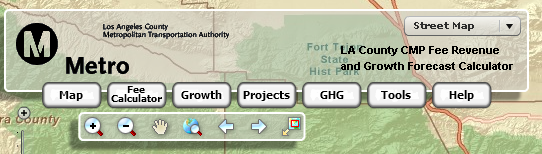 Los Angeles County
Metropolitan Transportation Authority
Street Map
M
Metro
Fort Tejon
State
Hist Park
LA County CMP Fee Revenue
and Growth Forecast Calculator
Map
Fee
Calculator
Growth
Projects
GHG
Tools
Help
ra County